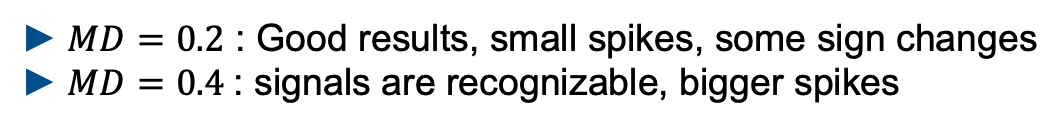 MD = 0.2 : Good results, small spikes, some sign changes
MD = 0.4 : signals are recognizable, bigger spikes